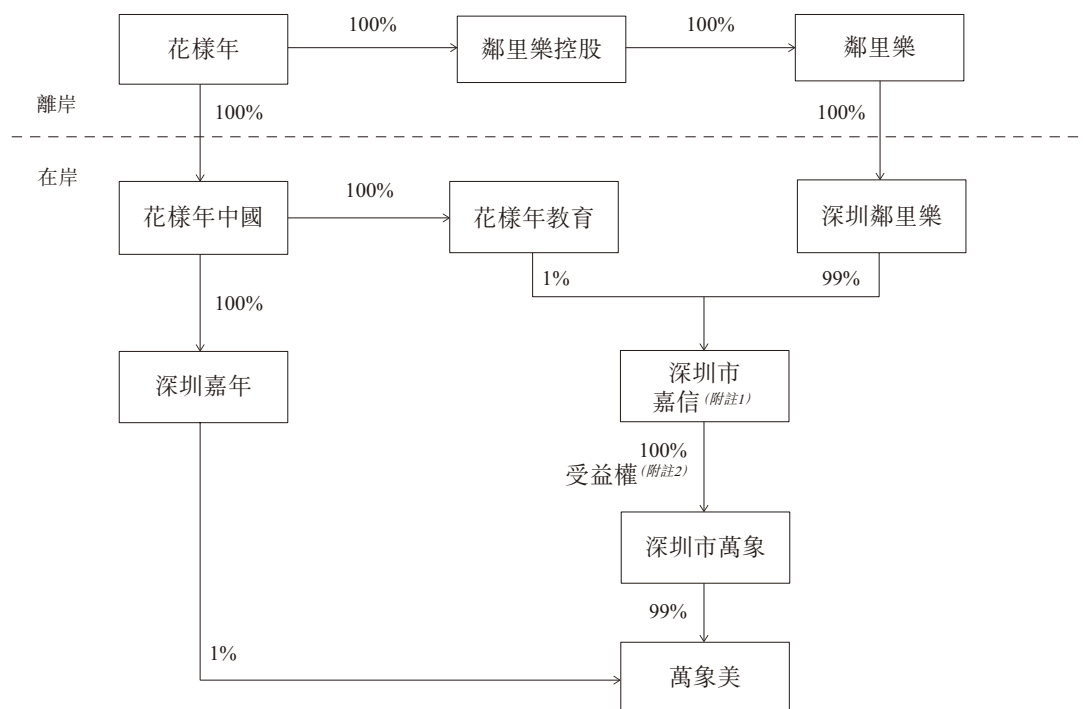 100%
100%
花樣年
鄰里樂控股
鄰里樂
離岸
100%
100%
在岸
100%
花樣年中國
花樣年教育
深圳鄰里樂
1%
99%
100%
深圳嘉年
深圳市
嘉信(附註1)
100%
受益權(附註2)
深圳市萬象
99%
1%
萬象美